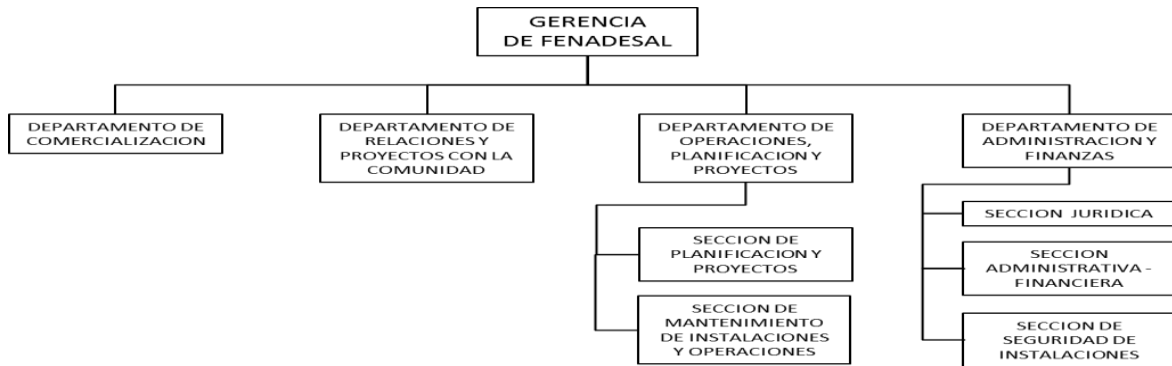 GERENCIA
DE FENADESAL
DEPARTAMENTO DE
COMERCIALIZACION
DEPARTAMENTO DE
RELACIONES Y
PROYECTOS CON LA
COMUNIDAD
DEPARTAMENTO DE
OPERACIONES,
PLANIFICACION Y
PROYECTOS
DEPARTAMENTO DE
ADMINISTRACION Y
FINANZAS
SECCION DE
PLANIFICACION Y
PROYECTOS
SECCION DE
MANTENIMIENTO
DE INSTALACIONES
Y OPERACIONES
SECCION JURIDICA
SECCION
ADMINISTRATIVA -
FINANCIERA
SECCION DE
SEGURIDAD DE
INSTALACIONES